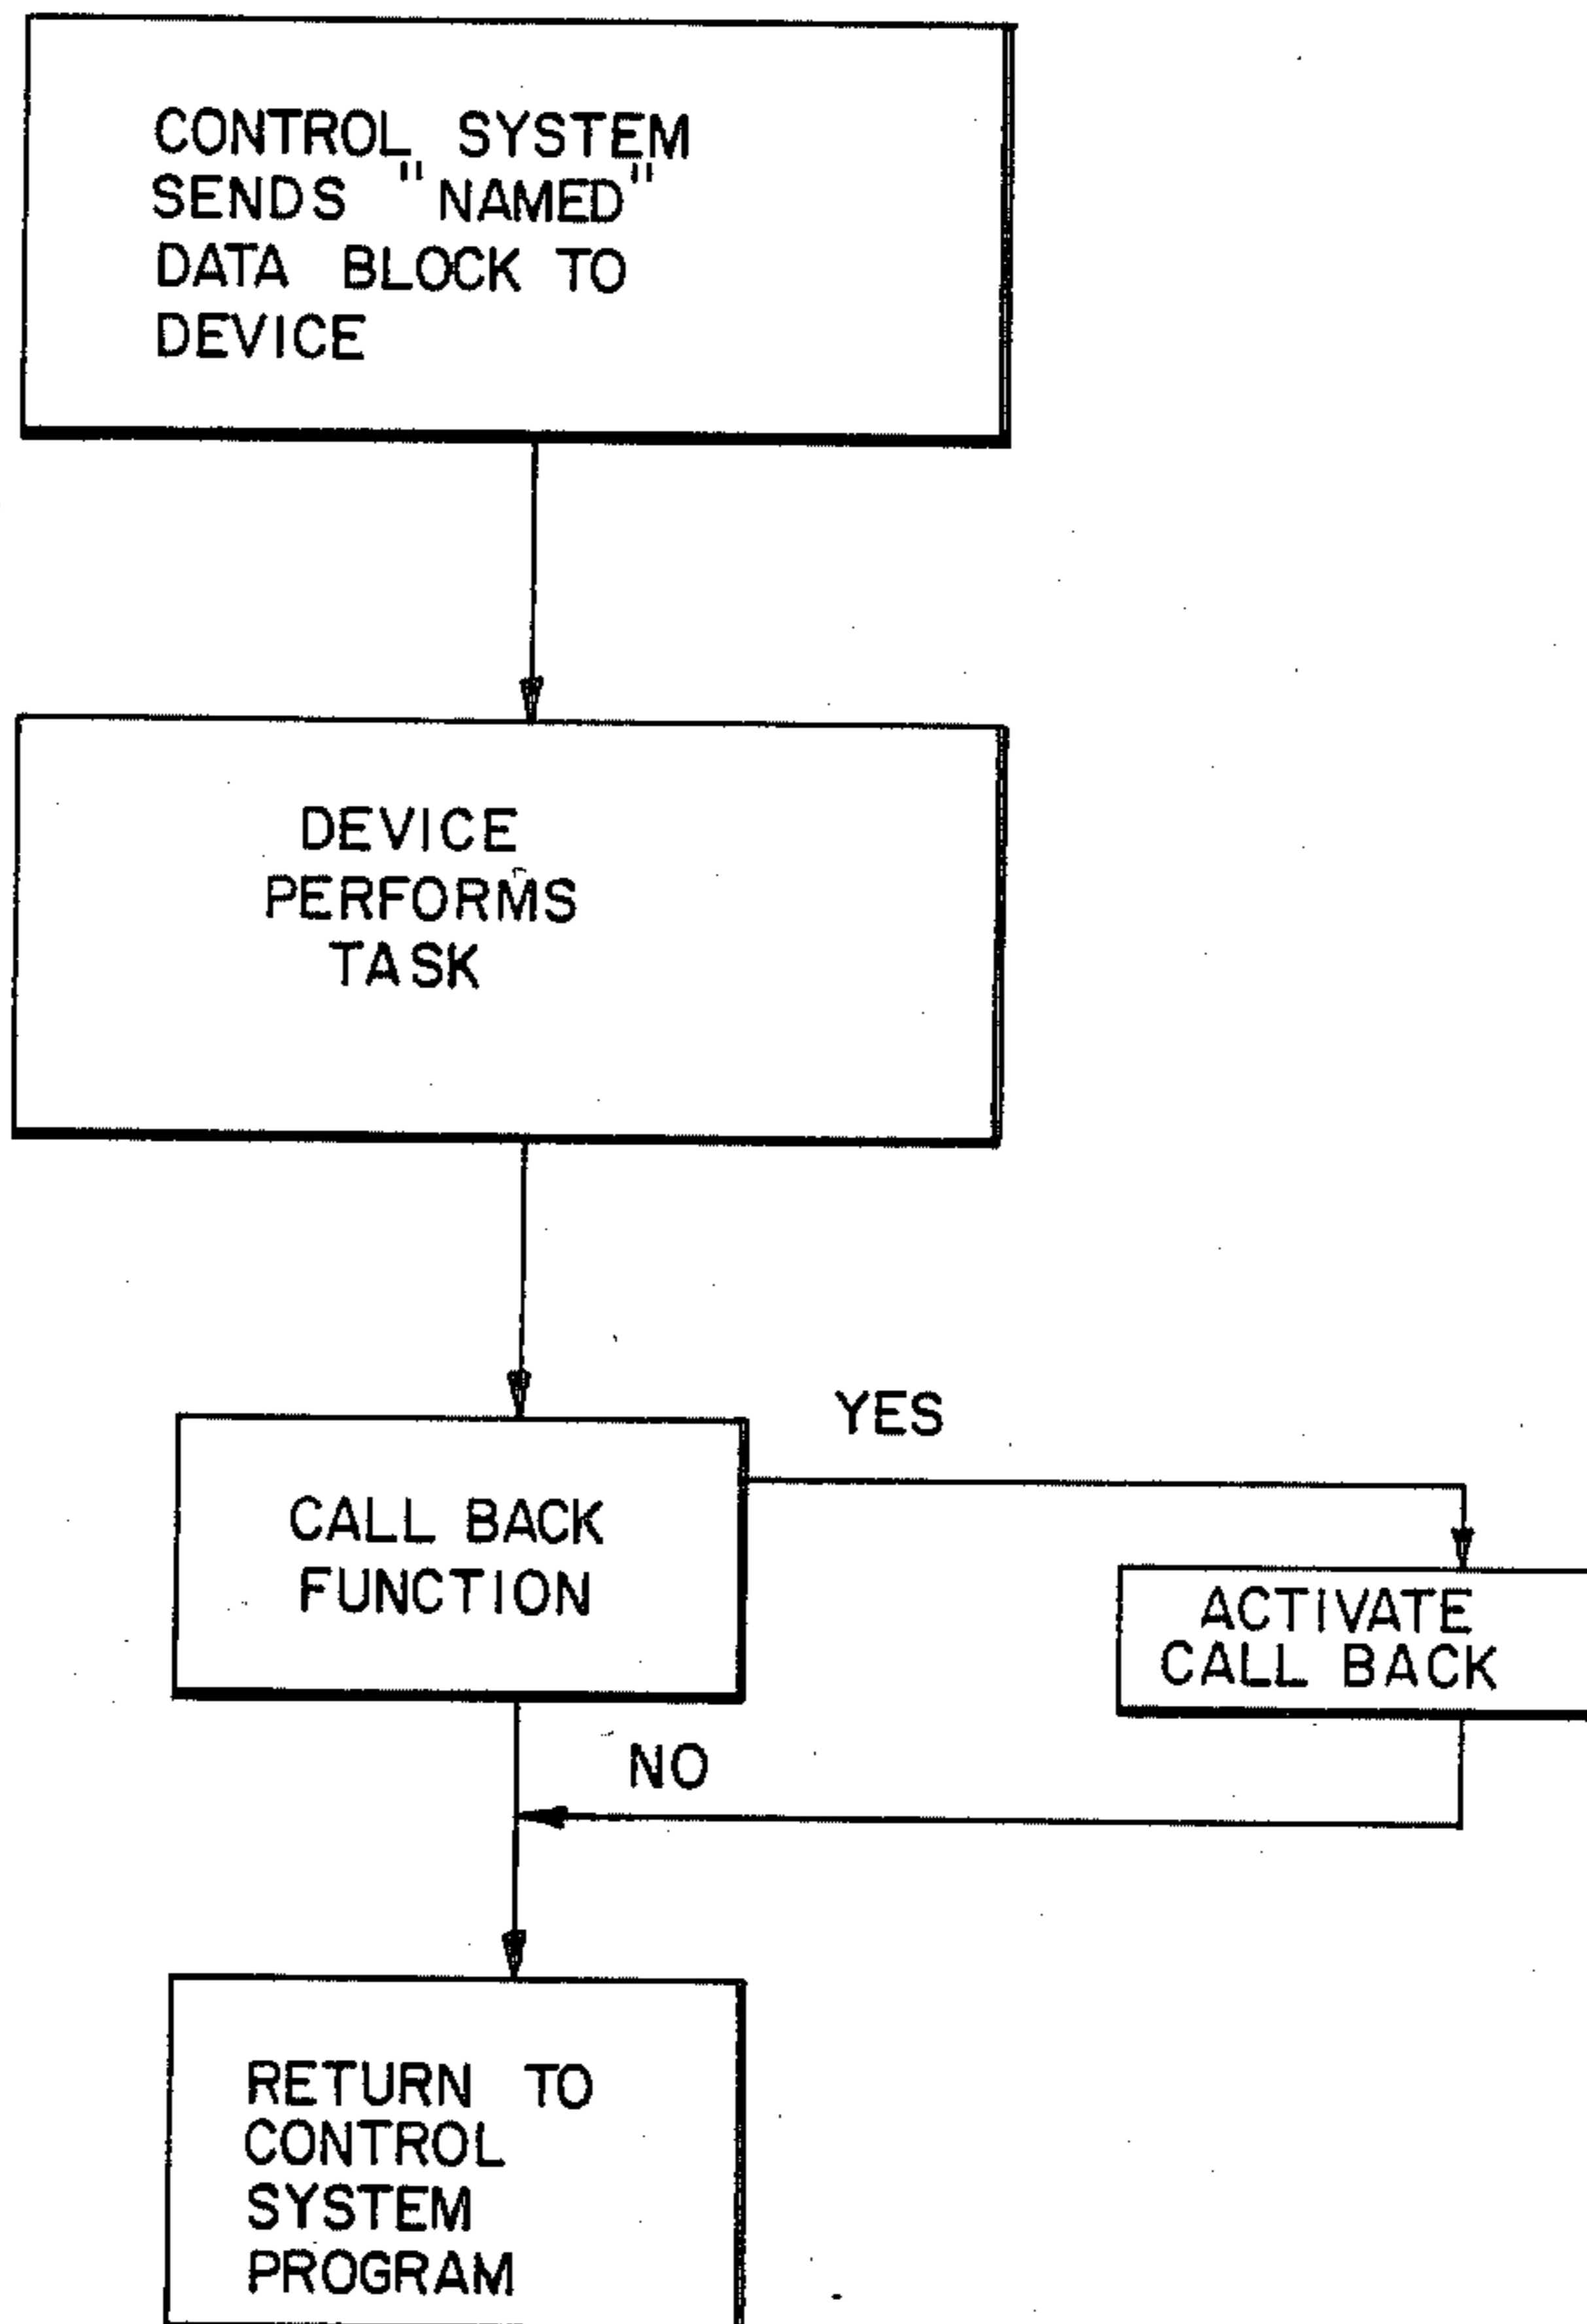 CONTROL SYSTEM
SENDS "NAMED"
DATA BLOCK TO
DEVICE
DEVICE
PERFORMS
TASK
YES
CALL BACK
FUNCTION
ACTIVATE
CALL BACK
NO
RETURN TO
CONTROL
SYSTEM
PROGRAM